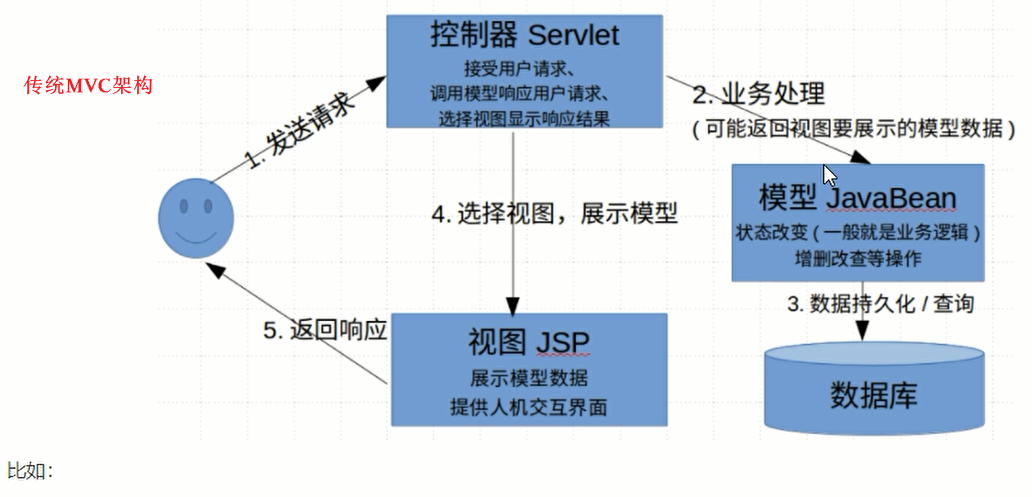 传统MVC架构
控制器 Servlet
接受用户请求、
调用模型响应用户请求、
选择视图显示响应结果
1. 发送请求
2. 业务处理
( 可能返回视图要展示的模型数据 )
模型 JavaBean
状态改变 ( 一般就是业务逻辑 )
增删改查等操作
3. 数据持久化 / 查询
数据库
4. 选择视图，展示模型
视图 JSP
展示模型数据
提供人机交互界面
5. 返回响应
比如：